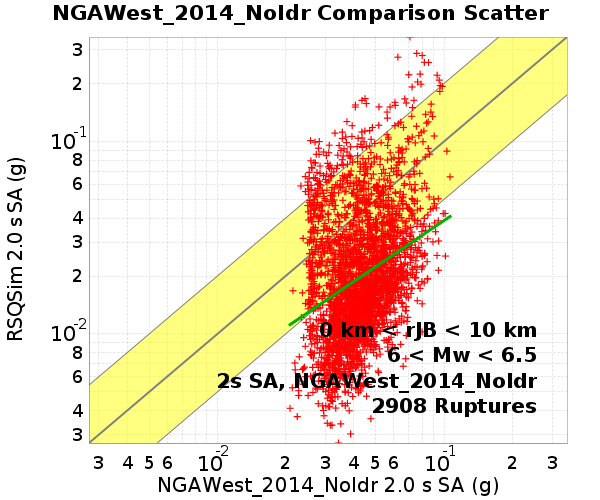 NGAWest_2014_NoIdr Comparison Scatter
RSQSim 2.0 s SA (g)
3
2
10-1
8
6
4
3
2
10-2
8
6
4
3
0 km < rJB < 10 km
6 < Mw < 6.5
2s SA, NGAWest_2014_NoIdr
2908 Ruptures
3 4 5 6 10-2 2 3 4 5 6 10-1 2 3
NGAWest_2014_NoIdr 2.0 s SA (g)